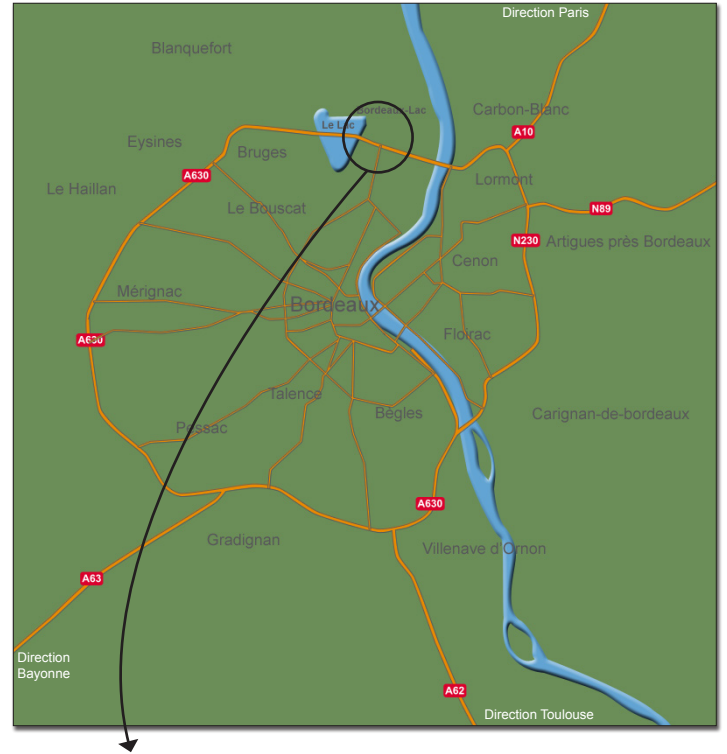 Direction Paris
Blanquefort
Bordeaux-Lac
Carbon-Blanc
Le Lac
A10
Eysines
Bruges
A630
Lormont
Le Haillan
Le Bouscat
N89
N230
Artigues près Bordeaux
Cenon
Mérignac
Bordeaux
A630
Floirac
Talence
Bègles
Carignan-de-bordeaux
Pessac
A630
Gradignan
Villenave d'Ornon
A63
Direction
Bayonne
A62
Direction Toulouse